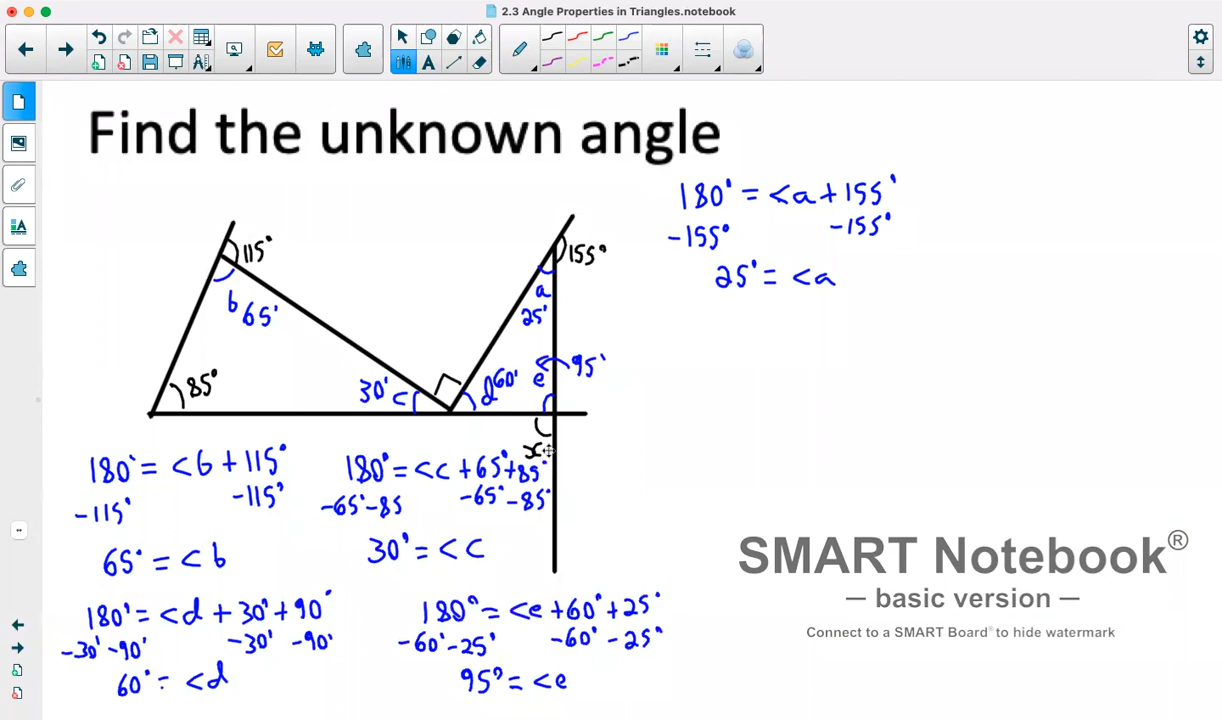 2.3 Angle Properties in Triangles.notebook
Find the unknown angle
180° = <a + 155°
-155° -155°
25° = <a
115°
155°
b 65°
a
25°
85°
30° c
d 60°
e
95°
x
180° = <b + 115°
-115° -115°
65° = <b
180° = <c + 65° + 85°
-65° -85 -65° -85°
30° = <c
180° = <d + 30° + 90°
-30° -90° -30° -90°
60° = <d
180° = <e + 60° + 25°
-60° -25° -60° -25°
95° = <e
SMART Notebook®
— basic version —
Connect to a SMART Board® to hide watermark